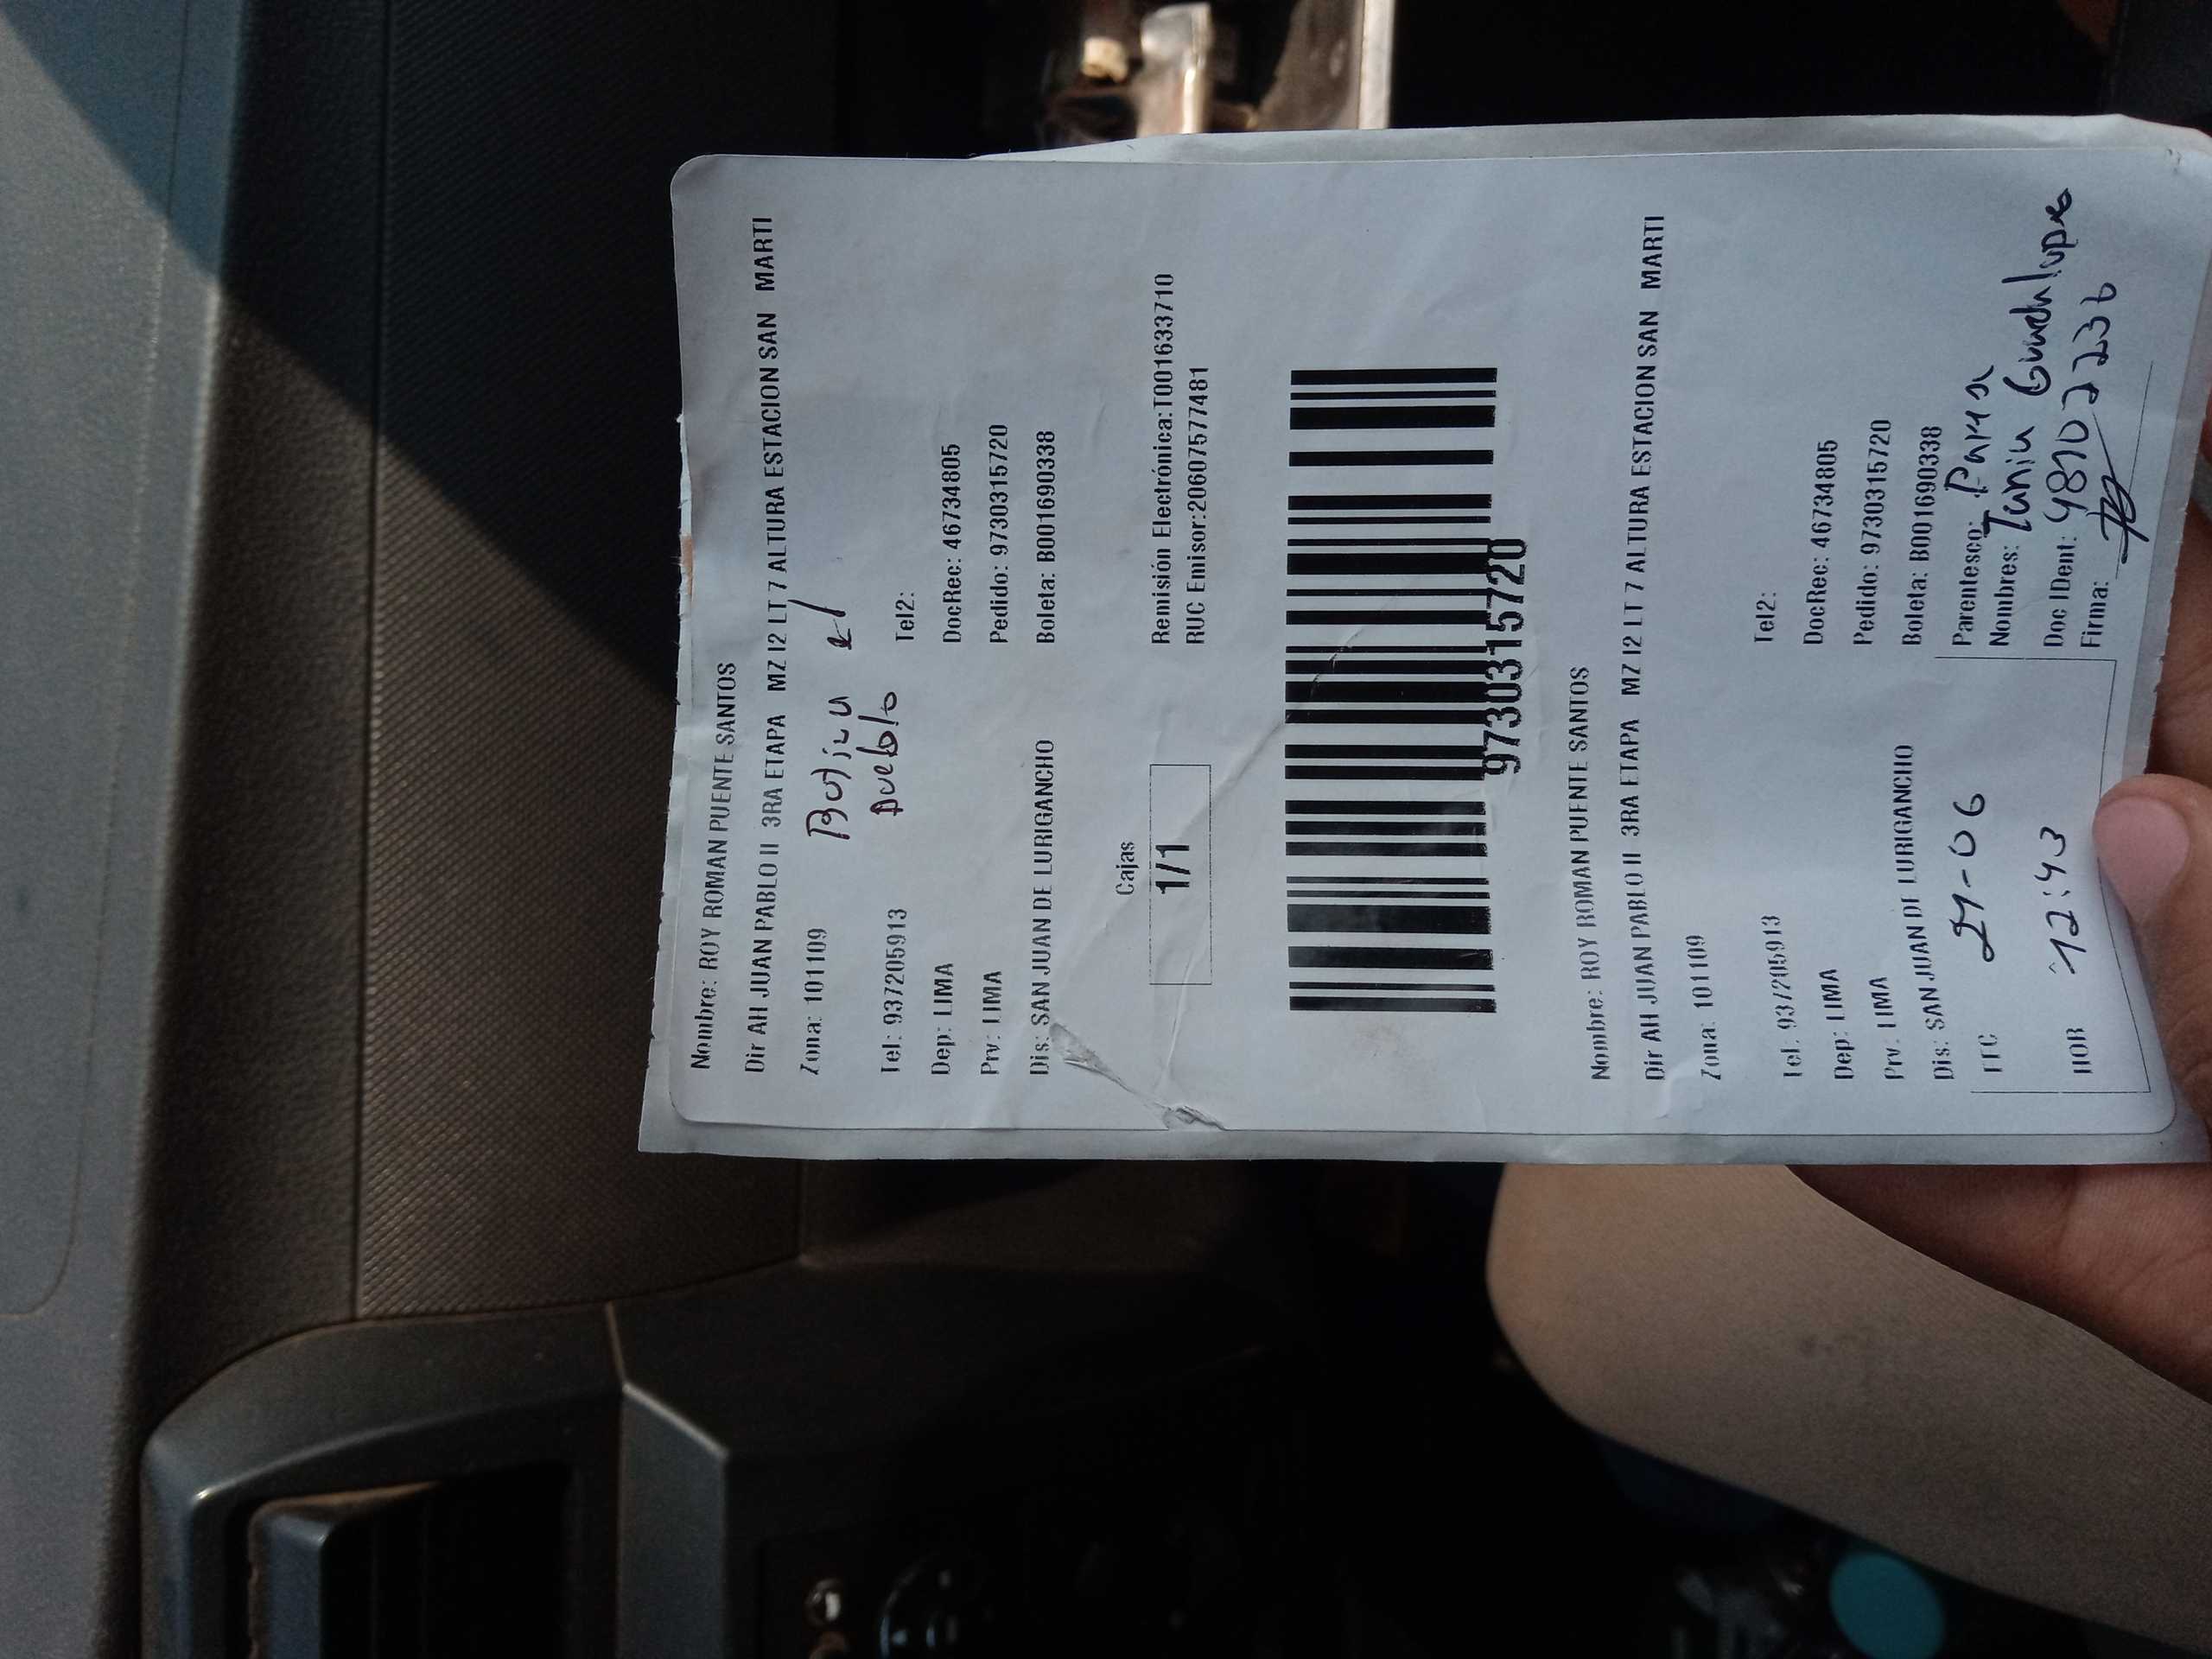 Nombre: ROY ROMAN PUENTE SANTOS
Dir AH JUAN PABLO II 3RA ETAPA MZ I2 LT 7 ALTURA ESTACION SAN MARTI
Zona: 101109
Botica el
pueblo
Tel: 937205913 Tel2:
Dep: LIMA DocRec: 46734805
Prv: LIMA Pedido: 9730315720
Dis: SAN JUAN DE LURIGANCHO Boleta: B001690338
Cajas
1/1
Remisión Electrónica:T001633710
RUC Emisor:20607577481
9730315720
Nombre: ROY ROMAN PUENTE SANTOS
Dir AH JUAN PABLO II 3RA ETAPA MZ I2 LT 7 ALTURA ESTACION SAN MARTI
Zona: 101109
Tel: 937205913 Tel2:
Dep: LIMA DocRec: 46734805
Prv: LIMA Pedido: 9730315720
Dis: SAN JUAN DE LURIGANCHO Boleta: B001690338
FEC Parentesco:
Nombres: Tania Guadalupe
HOR 12:43 Doc IDent: 48102236
Firma: